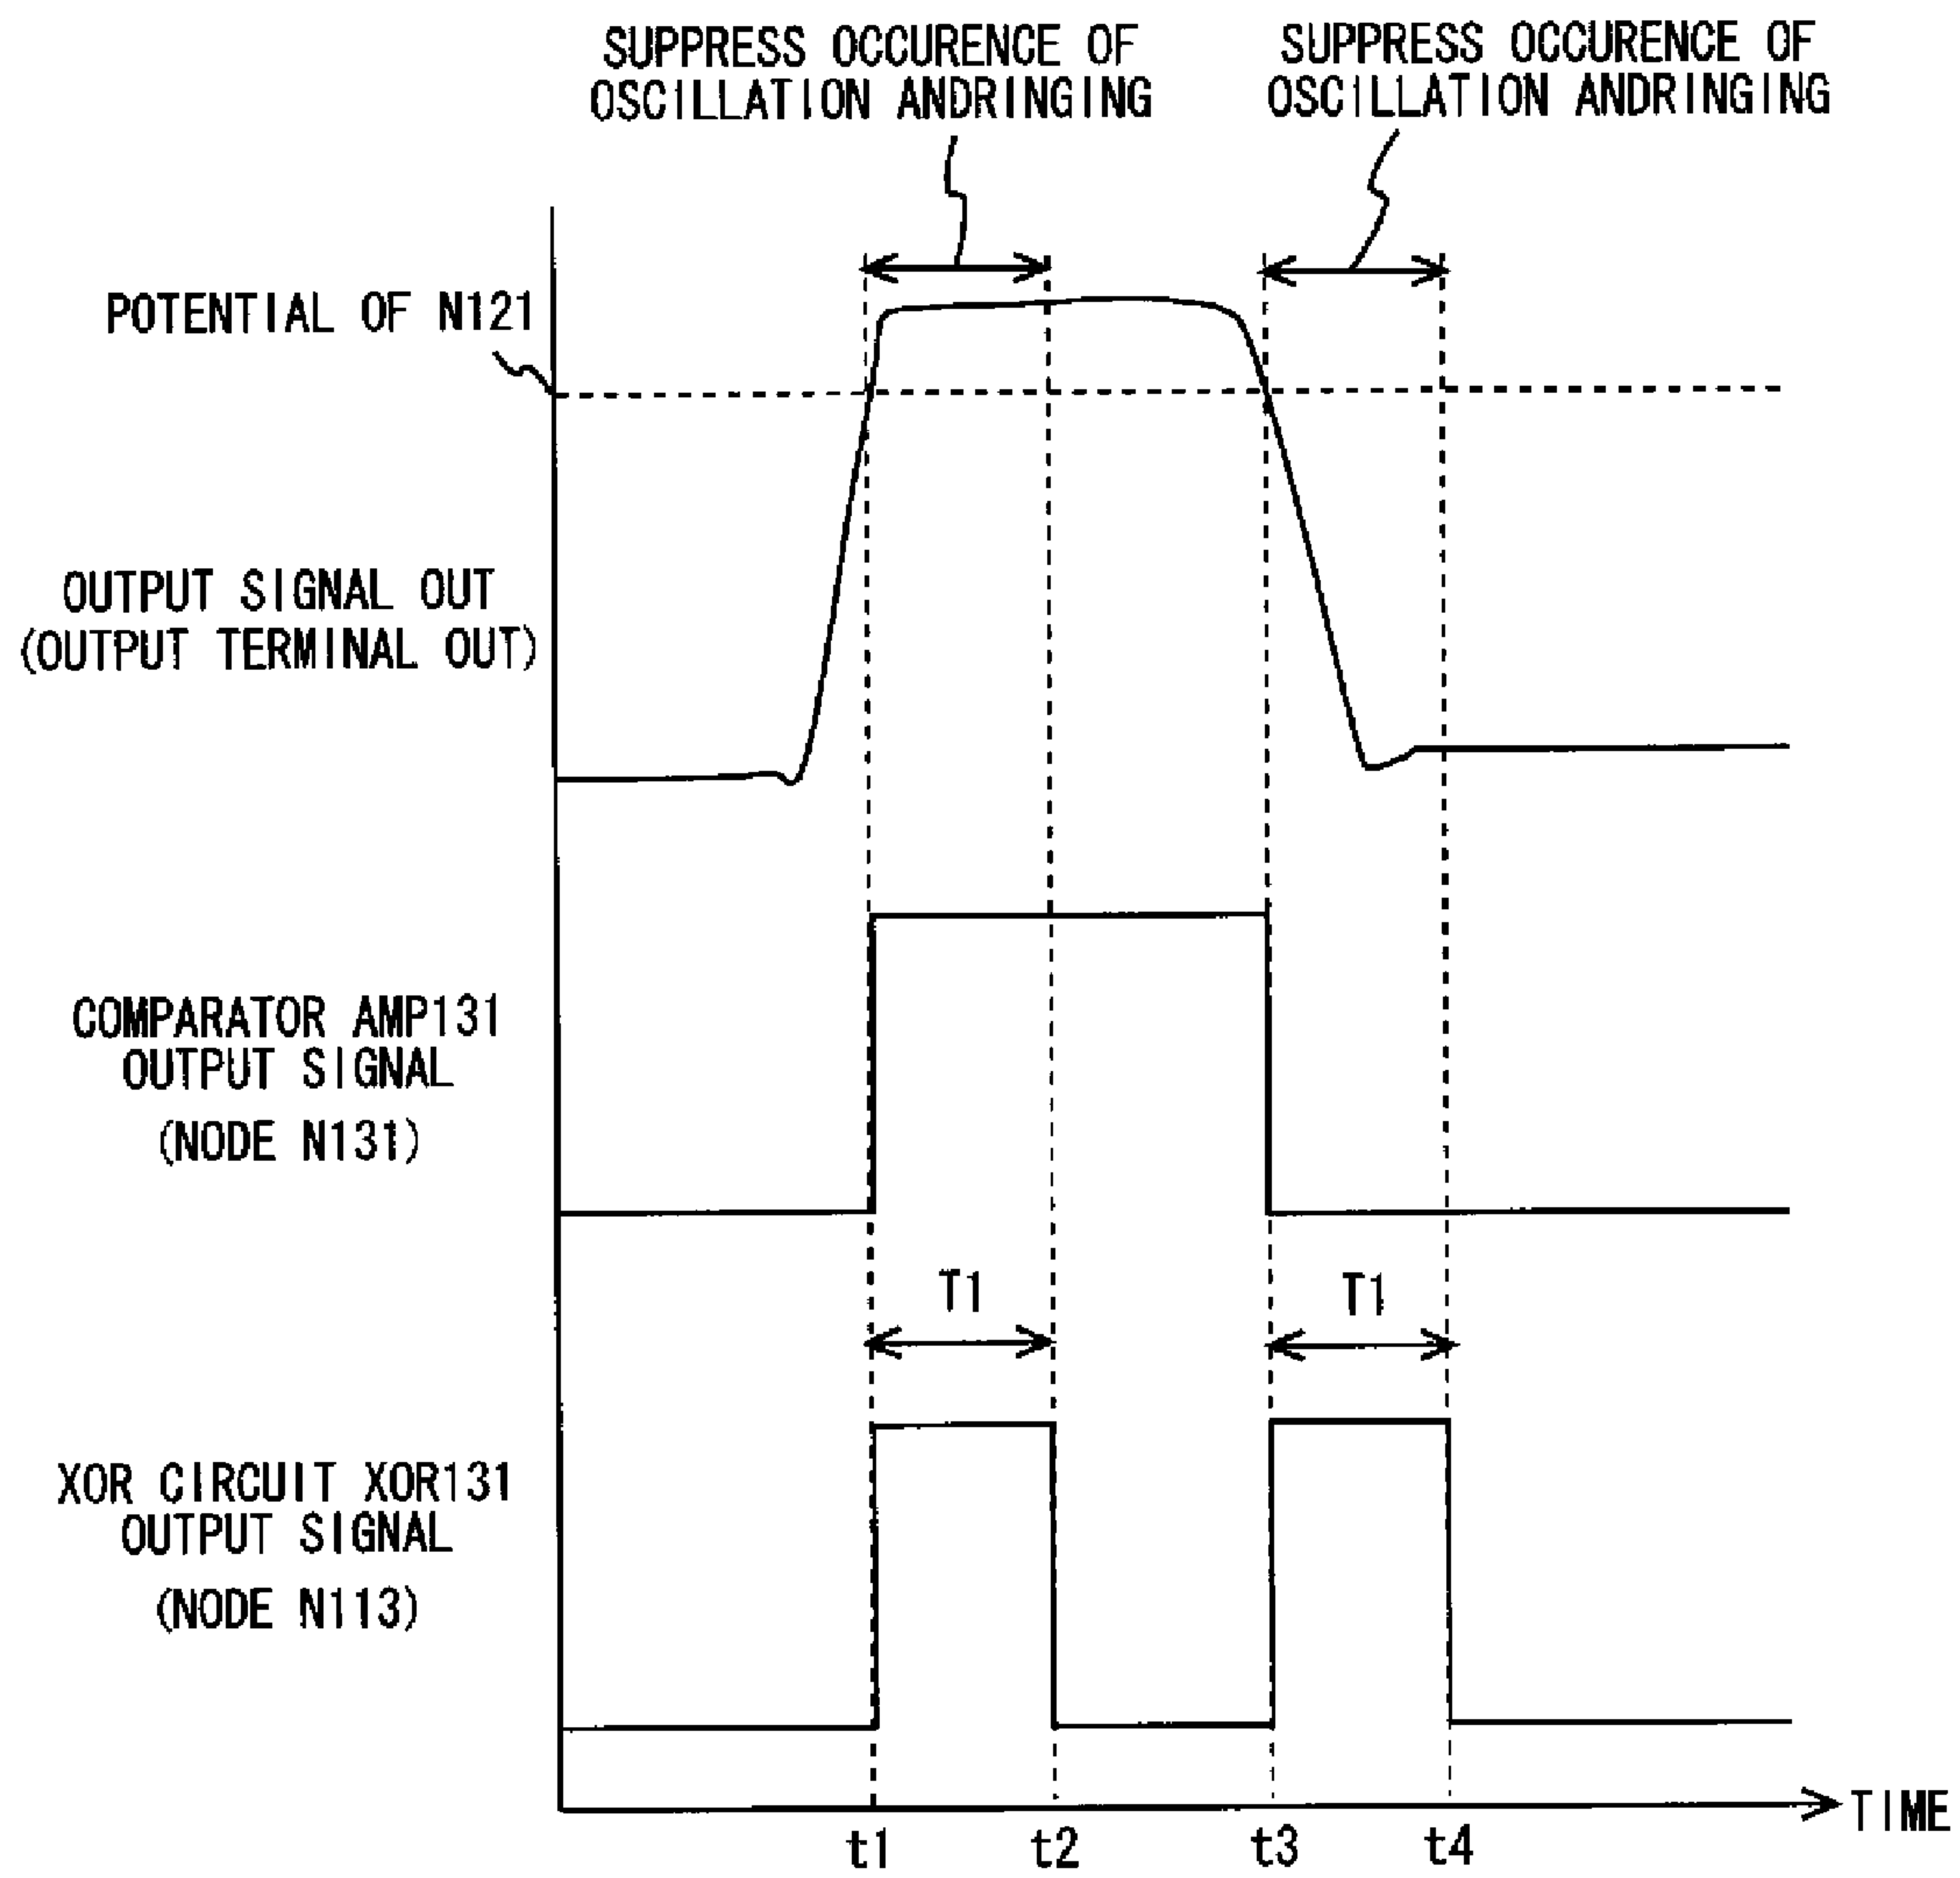 SUPPRESS OCCURENCE OF
OSCILLATION ANDRINGING
SUPPRESS OCCURENCE OF
OSCILLATION ANDRINGING
POTENTIAL OF N121
OUTPUT SIGNAL OUT
(OUTPUT TERMINAL OUT)
COMPARATOR AMP131
OUTPUT SIGNAL
(NODE N131)
T1
T1
XOR CIRCUIT XOR131
OUTPUT SIGNAL
(NODE N113)
TIME
t1
t2
t3
t4